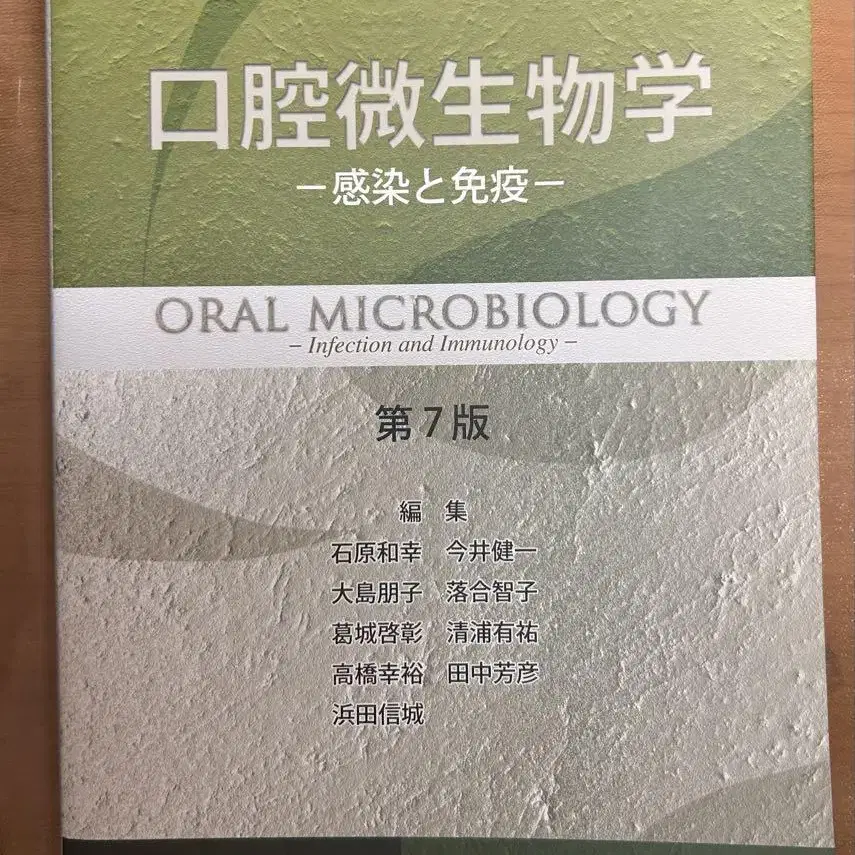 口腔微生物学
－感染と免疫－
ORAL MICROBIOLOGY
– Infection and Immunology –
第7版
編 集
石原和幸 今井健一
大島朋子 落合智子
葛城啓彰 清浦有祐
高橋幸裕 田中芳彦
浜田信城